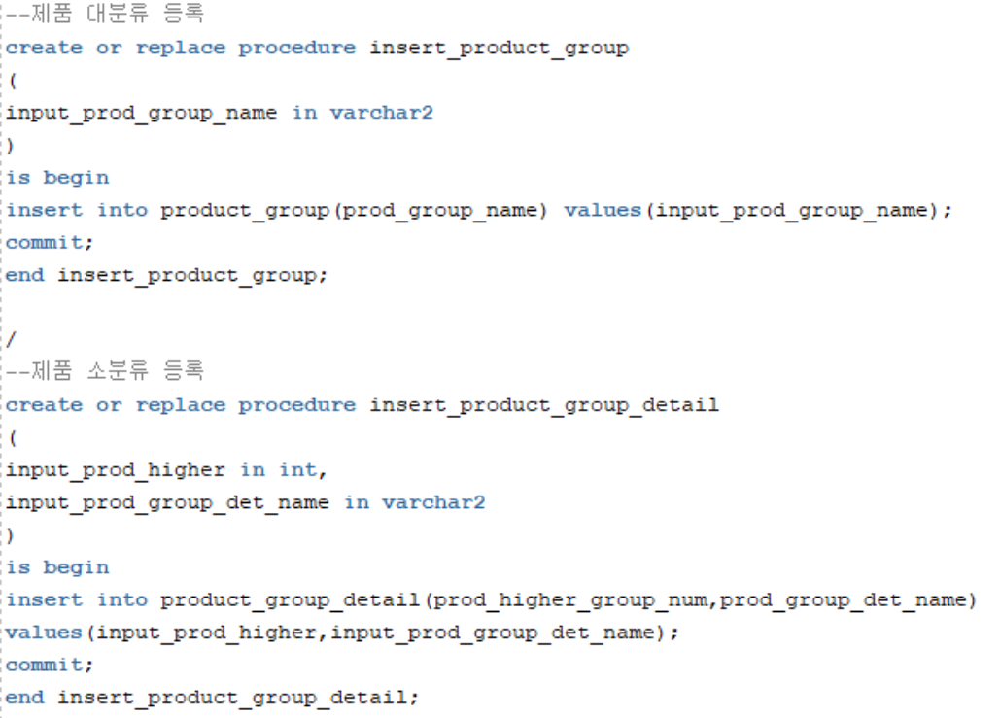 --제품 대분류 등록
create or replace procedure insert_product_group
(
input_prod_group_name in varchar2
)
is begin
insert into product_group(prod_group_name) values(input_prod_group_name);
commit;
end insert_product_group;
/
--제품 소분류 등록
create or replace procedure insert_product_group_detail
(
input_prod_higher in int,
input_prod_group_det_name in varchar2
)
is begin
insert into product_group_detail(prod_higher_group_num,prod_group_det_name)
values(input_prod_higher,input_prod_group_det_name);
commit;
end insert_product_group_detail;